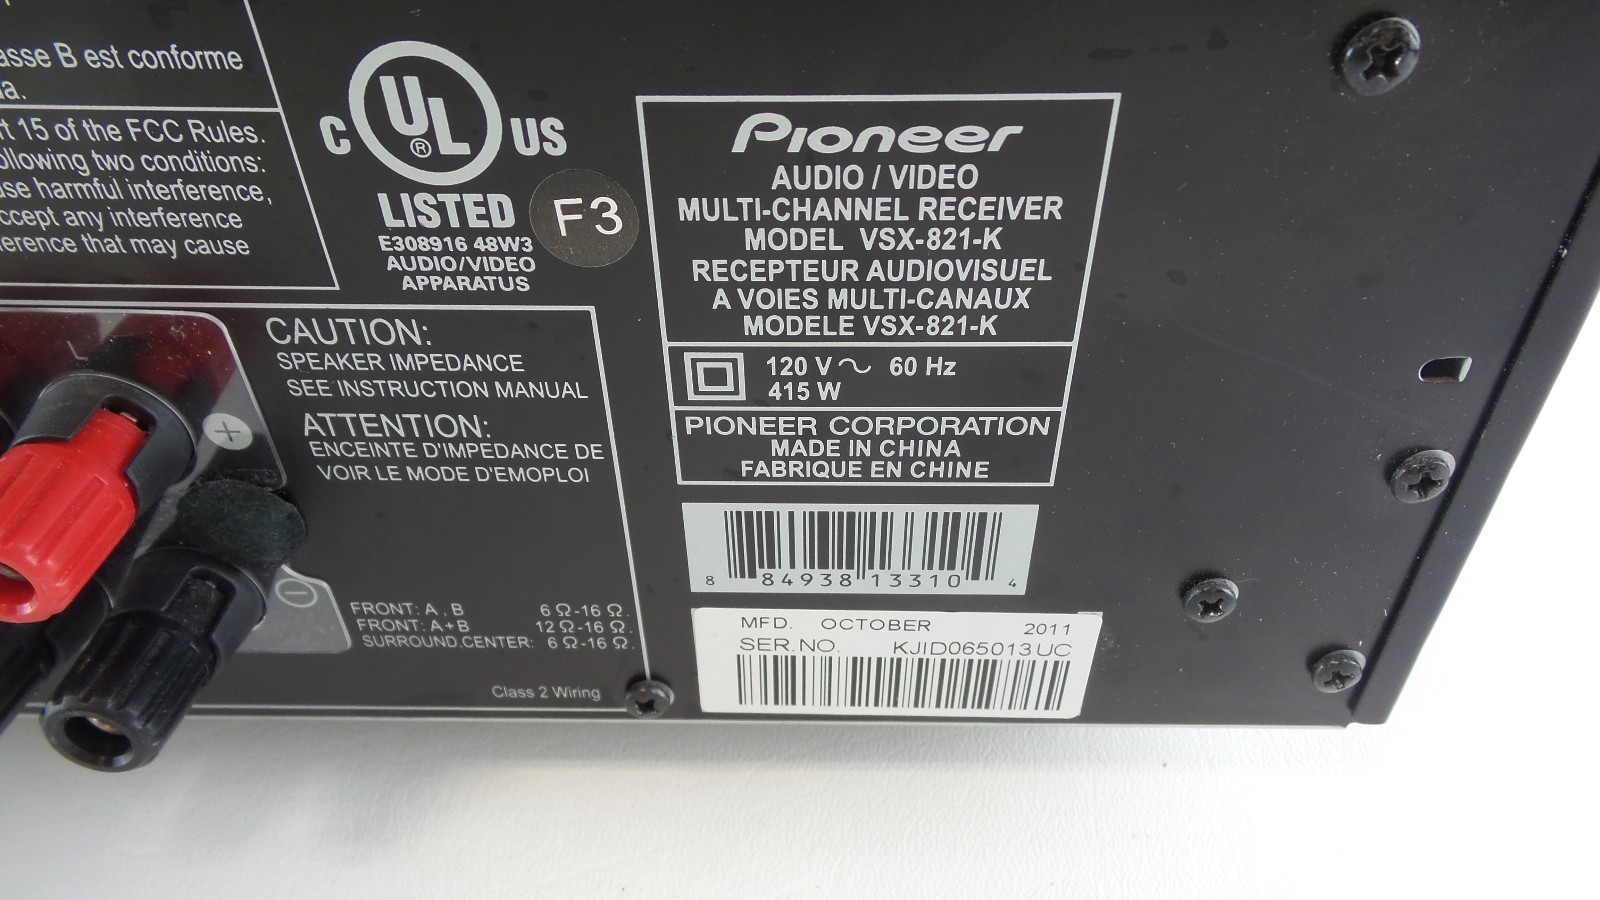 asse B est conforme
da.
rt 15 of the FCC Rules.
ollowing two conditions:
use harmful interference,
ccept any interference
ference that may cause
C UL ® US
LISTED
E308916 48W3
AUDIO/VIDEO
APPARATUS
F3
Pioneer
AUDIO / VIDEO
MULTI-CHANNEL RECEIVER
MODEL VSX-821-K
RECEPTEUR AUDIOVISUEL
A VOIES MULTI-CANAUX
MODELE VSX-821-K
120 V ~ 60 Hz
415 W
PIONEER CORPORATION
MADE IN CHINA
FABRIQUE EN CHINE
8 84938 13310 4
MFD. OCTOBER 2011
SER.NO. KJID065013UC
L
+
CAUTION:
SPEAKER IMPEDANCE
SEE INSTRUCTION MANUAL
ATTENTION:
ENCEINTE D'IMPEDANCE DE
VOIR LE MODE D'EMOPLOI
−
FRONT: A , B 6 Ω-16 Ω.
FRONT: A+B 12 Ω-16 Ω.
SURROUND,CENTER: 6 Ω-16 Ω.
Class 2 Wiring